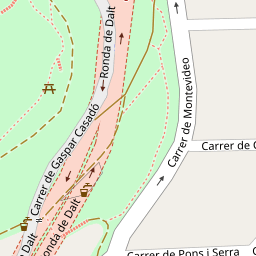 Ronda de Dalt
Carrer de Gaspar Casadó
Carrer de Montevideo
Carrer de
Ronda de Dalt
Dalt
Carrer de Pons i Serra